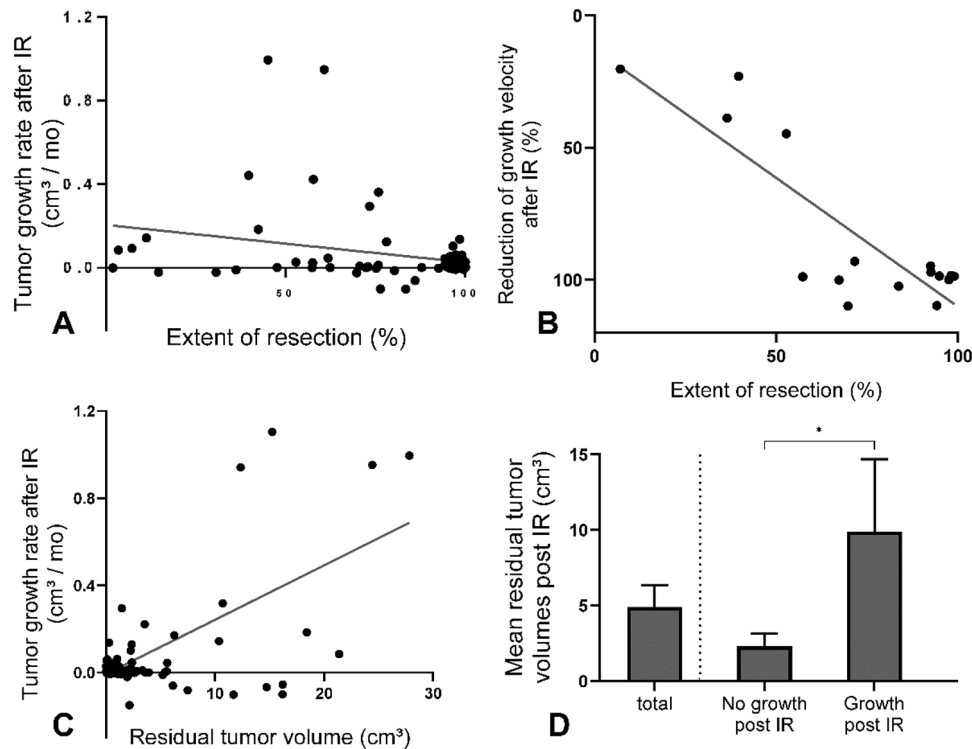 1.2
0.8
0.4
0.0
50
100
Tumor growth rate after IR
(cm³ / mo)
Extent of resection (%)
A
0
50
100
0
50
100
Reduction of growth velocity
after IR (%)
Extent of resection (%)
B
1.2
0.8
0.4
0.0
10
20
30
Tumor growth rate after IR
(cm³ / mo)
Residual tumor volume (cm³)
C
*
15
10
5
0
Mean residual tumor
volumes post IR (cm³)
total
No growth
post IR
Growth
post IR
D